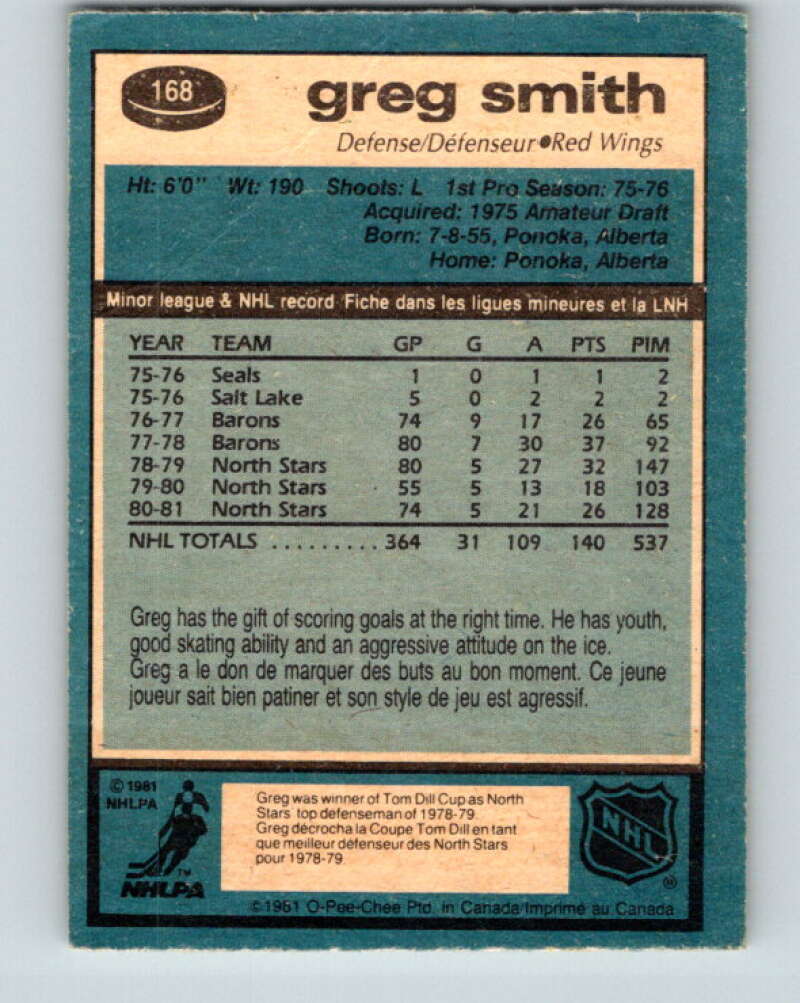 168
greg smith
Defense/Défenseur●Red Wings
Ht: 6'0" Wt: 190 Shoots: L 1st Pro Season: 75-76
Acquired: 1975 Amateur Draft
Born: 7-8-55, Ponoka, Alberta
Home: Ponoka, Alberta
Minor league & NHL record Fiche dans les ligues mineures et la LNH
YEAR TEAM GP G A PTS PIM
75-76 Seals 1 0 1 1 2
75-76 Salt Lake 5 0 2 2 2
76-77 Barons 74 9 17 26 65
77-78 Barons 80 7 30 37 92
78-79 North Stars 80 5 27 32 147
79-80 North Stars 55 5 13 18 103
80-81 North Stars 74 5 21 26 128
NHL TOTALS ......... 364 31 109 140 537
Greg has the gift of scoring goals at the right time. He has youth,
good skating ability and an aggressive attitude on the ice.
Greg a le don de marquer des buts au bon moment. Ce jeune
joueur sait bien patiner et son style de jeu est agressif.
© 1981
NHLPA
TM
NHLPA
Greg was winner of Tom Dill Cup as North
Stars top defenseman of 1978-79.
Greg décrocha la Coupe Tom Dill en tant
que meilleur défenseur des North Stars
pour 1978-79.
NHL
®
© 1981 O-Pee-Chee Ptd. in Canada/Imprimé au Canada